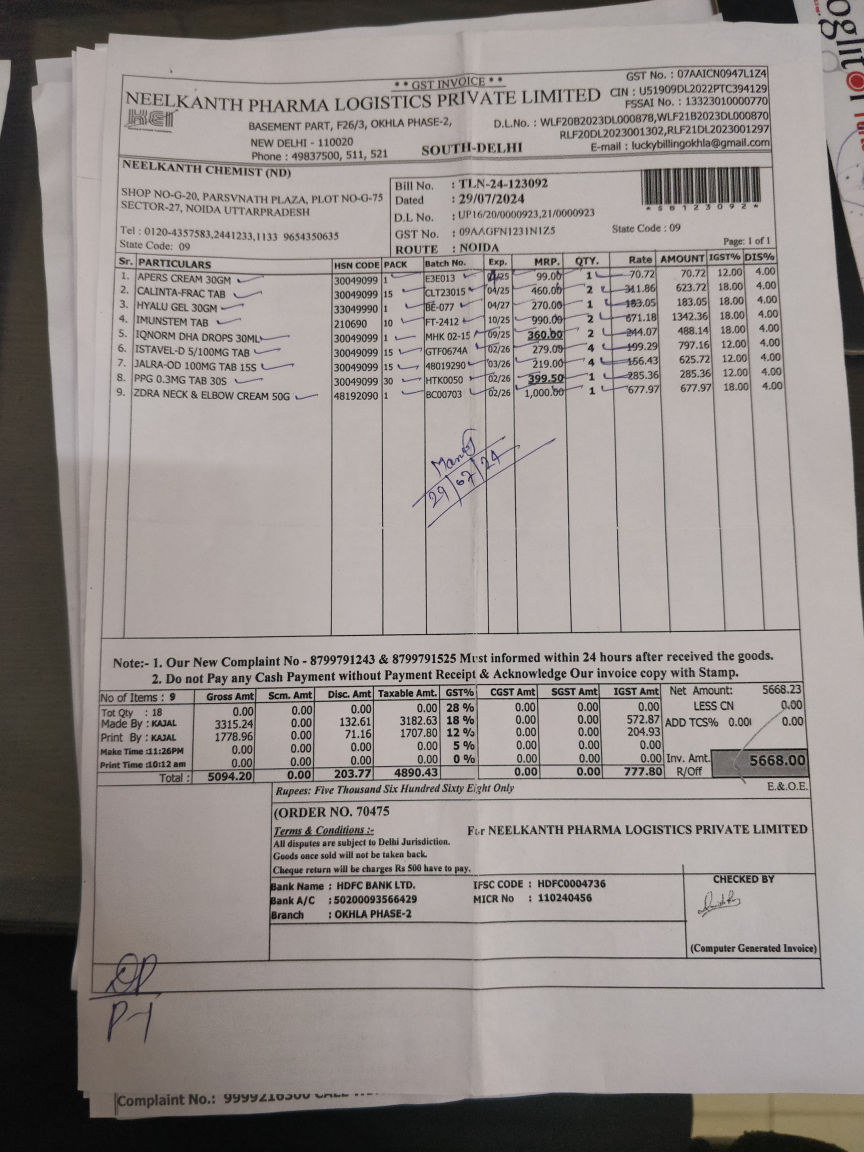 ** GST INVOICE **
GST No. : 07AAICN0947L1Z4
NEELKANTH PHARMA LOGISTICS PRIVATE LIMITED
CIN : U51909DL2022PTC394129
FSSAI No. : 13323010000770
BASEMENT PART, F26/3, OKHLA PHASE-2,
D.L.No. : WLF20B2023DL000878,WLF21B2023DL000870
RLF20DL2023001302,RLF21DL2023001297
NEW DELHI - 110020
Phone : 49837500, 511, 521
SOUTH-DELHI
E-mail : luckybillingokhla@gmail.com
NEELKANTH CHEMIST (ND)
SHOP NO-G-20, PARSVNATH PLAZA, PLOT NO-G-75
SECTOR-27, NOIDA UTTARPRADESH
Tel : 0120-4357583,2441233,1133 9654350635
State Code: 09
Bill No. : TLN-24-123092
Dated : 29/07/2024
D.L No. : UP16/20/0000923,21/0000923
GST No. : 09AAGFN1231N1Z5 State Code : 09
ROUTE : NOIDA
* 5 8 1 2 3 0 9 2 *
Page: 1 of 1
Sr. PARTICULARS HSN CODE PACK Batch No. Exp. MRP. QTY. Rate AMOUNT IGST% DIS%
1. APERS CREAM 30GM 30049099 1 E3E013 4/25 99.00 1 70.72 70.72 12.00 4.00
2. CALINTA-FRAC TAB 30049099 15 CLT23015 04/25 460.00 2 311.86 623.72 18.00 4.00
3. HYALU GEL 30GM 33049990 1 BE-077 04/27 270.00 1 183.05 183.05 18.00 4.00
4. IMUNSTEM TAB 210690 10 FT-2412 10/25 990.00 2 671.18 1342.36 18.00 4.00
5. IQNORM DHA DROPS 30ML 30049099 1 MHK 02-15 09/25 360.00 2 244.07 488.14 18.00 4.00
6. ISTAVEL-D 5/100MG TAB 30049099 15 GTF0674A 02/26 279.00 4 199.29 797.16 12.00 4.00
7. JALRA-OD 100MG TAB 15S 30049099 15 48019290 03/26 219.00 4 156.43 625.72 12.00 4.00
8. PPG 0.3MG TAB 30S 30049099 30 HTK0050 02/26 399.50 1 285.36 285.36 12.00 4.00
9. ZDRA NECK & ELBOW CREAM 50G 48192090 1 BC00703 02/26 1,000.00 1 677.97 677.97 18.00 4.00
29/07/24
Note:- 1. Our New Complaint No - 8799791243 & 8799791525 Must informed within 24 hours after received the goods.
2. Do not Pay any Cash Payment without Payment Receipt & Acknowledge Our invoice copy with Stamp.
No of Items : 9 Gross Amt Scm. Amt Disc. Amt Taxable Amt. GST% CGST Amt SGST Amt IGST Amt Net Amount: 5668.23
Tot Qty : 18 0.00 0.00 0.00 0.00 28 % 0.00 0.00 0.00 LESS CN 0.00
Made By : KAJAL 3315.24 0.00 132.61 3182.63 18 % 0.00 0.00 572.87 ADD TCS% 0.00 0.00
Print By : KAJAL 1778.96 0.00 71.16 1707.80 12 % 0.00 0.00 204.93
Make Time :11:26PM 0.00 0.00 0.00 0.00 5 % 0.00 0.00 0.00
Print Time :10:12 am 0.00 0.00 0.00 0.00 0 % 0.00 0.00 0.00 Inv. Amt. 5668.00
Total : 5094.20 0.00 203.77 4890.43 0.00 0.00 777.80 R/Off
Rupees: Five Thousand Six Hundred Sixty Eight Only
E.&.O.E.
(ORDER NO. 70475
Terms & Conditions :-
For NEELKANTH PHARMA LOGISTICS PRIVATE LIMITED
All disputes are subject to Delhi Jurisdiction.
Goods once sold will not be taken back.
Cheque return will be charges Rs 500 have to pay.
Bank Name : HDFC BANK LTD. IFSC CODE : HDFC0004736
Bank A/C : 50200093566429 MICR No : 110240456
Branch : OKHLA PHASE-2
CHECKED BY
(Computer Generated Invoice)
P-1
Complaint No.: